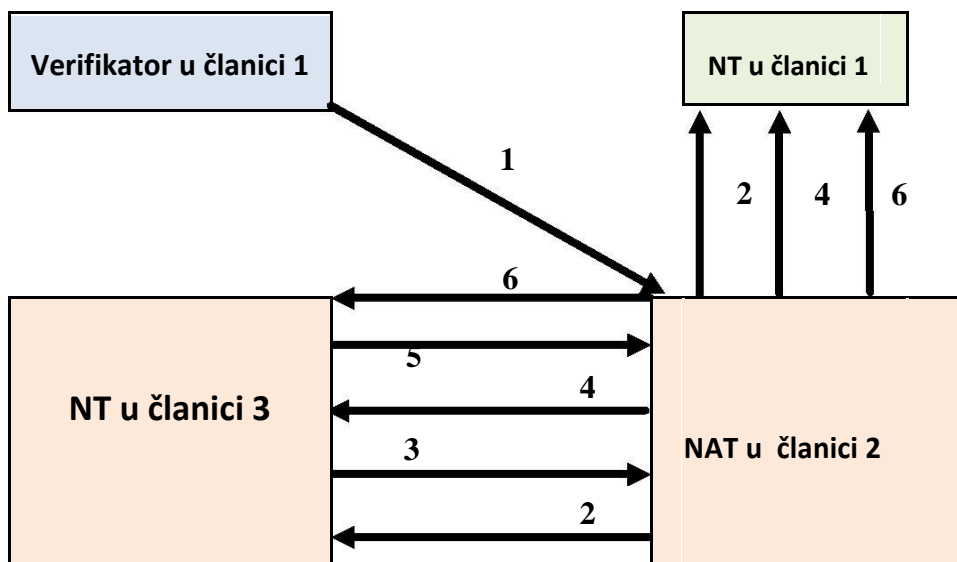 Verifikator u članici 1
NT u članici 1
1
2
4
6
6
5
4
3
2
NT u članici 3
NAT u članici 2